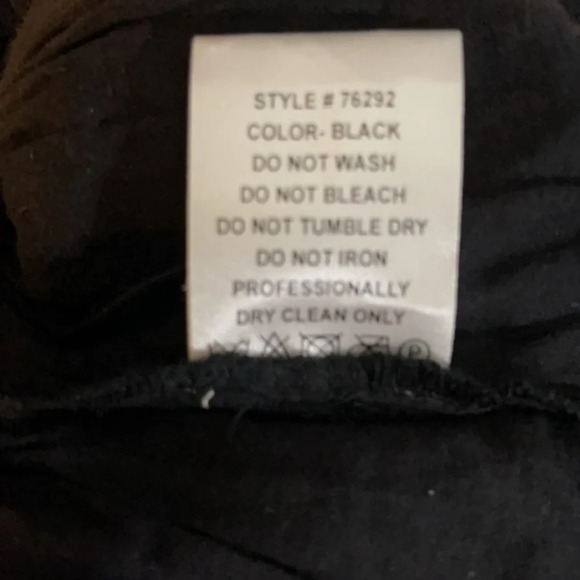 STYLE # 76292
COLOR- BLACK
DO NOT WASH
DO NOT BLEACH
DO NOT TUMBLE DRY
DO NOT IRON
PROFESSIONALLY
DRY CLEAN ONLY
P